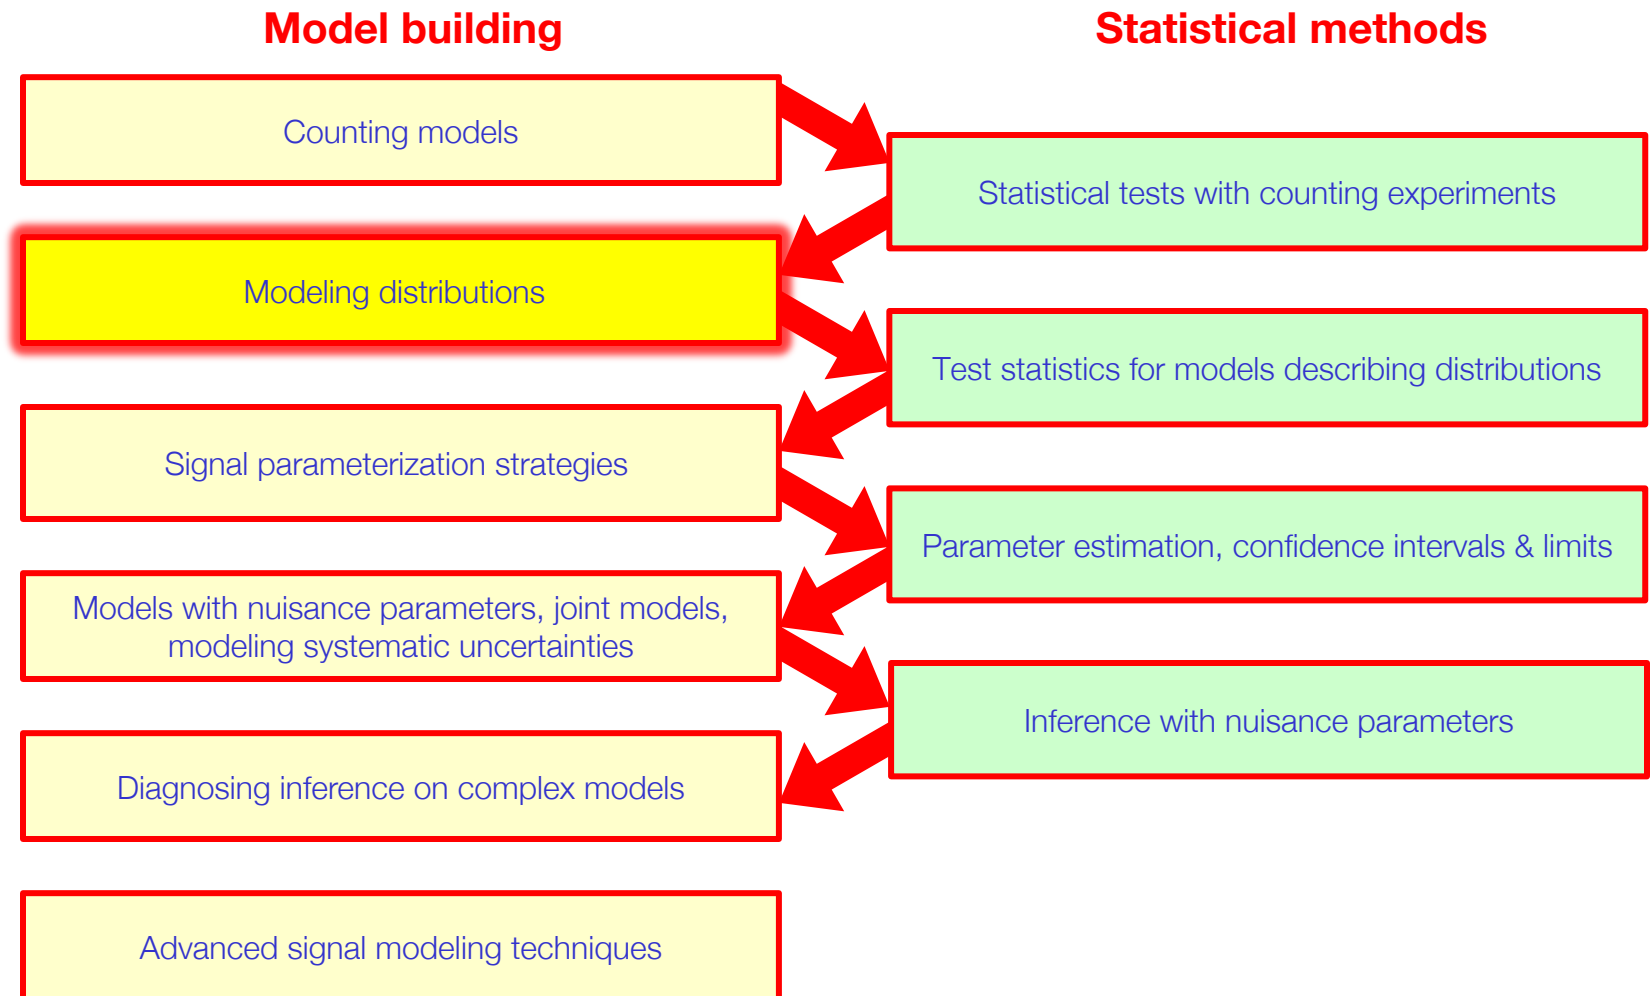 Model building
Statistical methods
Counting models
Statistical tests with counting experiments
Modeling distributions
Test statistics for models describing distributions
Signal parameterization strategies
Parameter estimation, confidence intervals & limits
Models with nuisance parameters, joint models,
modeling systematic uncertainties
Inference with nuisance parameters
Diagnosing inference on complex models
Advanced signal modeling techniques